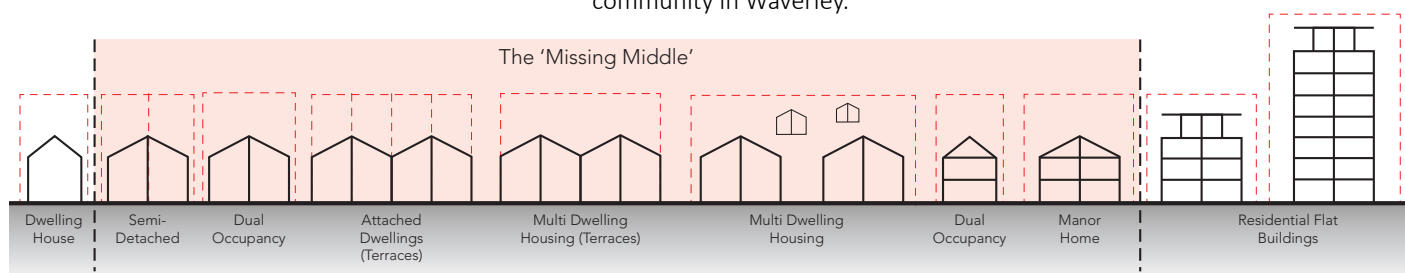 community in Waverley.
The ‘Missing Middle’
Dwelling
House
Semi-
Detached
Dual
Occupancy
Attached
Dwellings
(Terraces)
Multi Dwelling
Housing (Terraces)
Multi Dwelling
Housing
Dual
Occupancy
Manor
Home
Residential Flat
Buildings